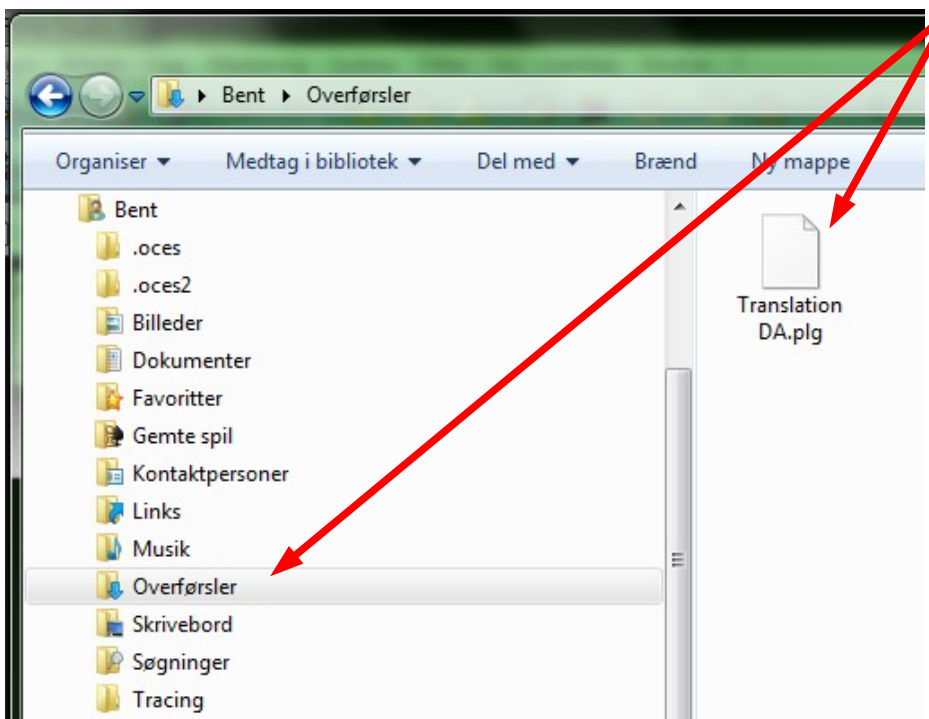 Bent Overførsler
Organiser Medtag i bibliotek Del med Brænd Ny mappe
Bent
.oces
.oces2
Billeder
Dokumenter
Favoritter
Gemte spil
Kontaktpersoner
Links
Musik
Overførsler
Skrivebord
Søgninger
Tracing
Translation
DA.plg